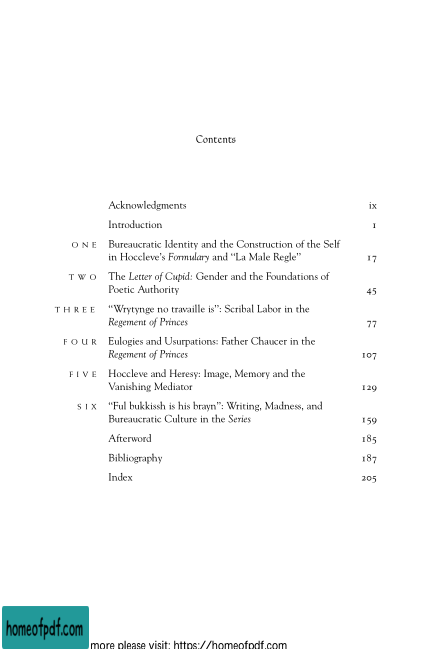 Contents
Acknowledgments ix
Introduction 1
ONE Bureaucratic Identity and the Construction of the Self
in Hoccleve's Formulary and “La Male Regle” 17
TWO The Letter of Cupid: Gender and the Foundations of
Poetic Authority 45
THREE “Wrytynge no travaille is”: Scribal Labor in the
Regement of Princes 77
FOUR Eulogies and Usurpations: Father Chaucer in the
Regement of Princes 107
FIVE Hoccleve and Heresy: Image, Memory and the
Vanishing Mediator 129
SIX “Ful bukkissh is his brayn”: Writing, Madness, and
Bureaucratic Culture in the Series 159
Afterword 185
Bibliography 187
Index 205
homeofpdf.com
more please visit: https://homeofpdf.com